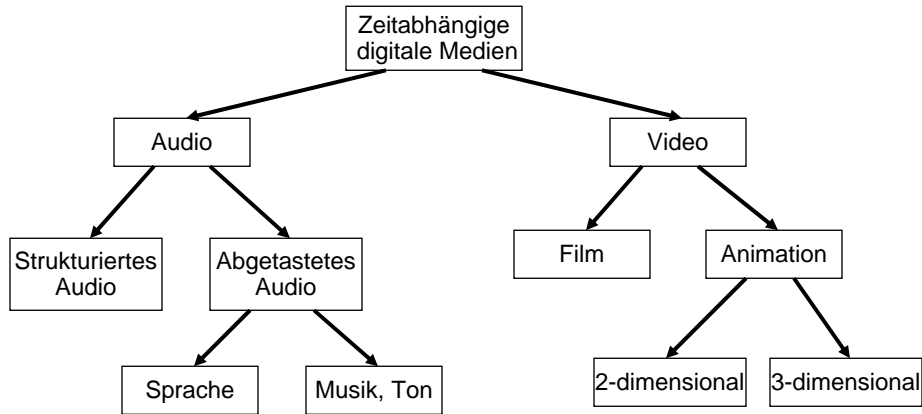 Zeitabhängige
digitale Medien
Audio
Video
Strukturiertes
Audio
Abgetastetes
Audio
Film
Animation
Sprache
Musik, Ton
2-dimensional
3-dimensional